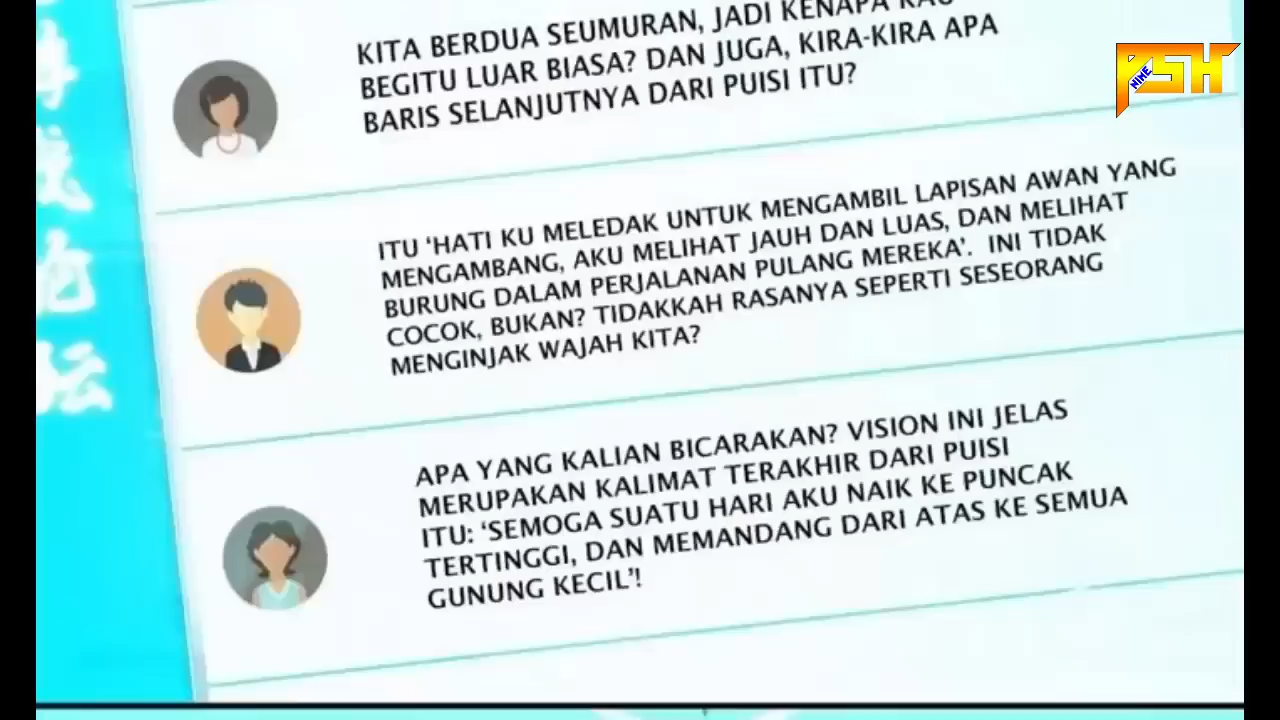 KITA BERDUA SEUMURAN, JADI KENAPA KAU
BEGITU LUAR BIASA? DAN JUGA, KIRA-KIRA APA
BARIS SELANJUTNYA DARI PUISI ITU?
ITU ‘HATI KU MELEDAK UNTUK MENGAMBIL LAPISAN AWAN YANG
MENGAMBANG, AKU MELIHAT JAUH DAN LUAS, DAN MELIHAT
BURUNG DALAM PERJALANAN PULANG MEREKA’. INI TIDAK
COCOK, BUKAN? TIDAKKAH RASANYA SEPERTI SESEORANG
MENGINJAK WAJAH KITA?
APA YANG KALIAN BICARAKAN? VISION INI JELAS
MERUPAKAN KALIMAT TERAKHIR DARI PUISI
ITU: ‘SEMOGA SUATU HARI AKU NAIK KE PUNCAK
TERTINGGI, DAN MEMANDANG DARI ATAS KE SEMUA
GUNUNG KECIL’!
PSH
NIME
坛